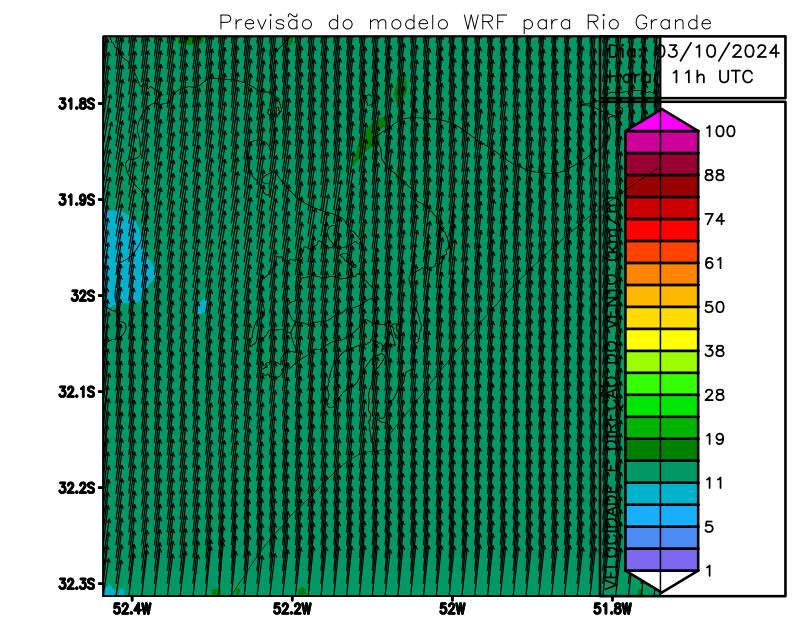 Previsão do modelo WRF para Rio Grande
Dia: 03/10/2024
Hora: 11h UTC
31.8S
31.9S
32S
32.1S
32.2S
32.3S
52.4W
52.2W
52W
51.8W
100
88
74
61
50
38
28
19
11
5
1
VELOCIDADE E DIREÇÃO DO VENTO (km/h)